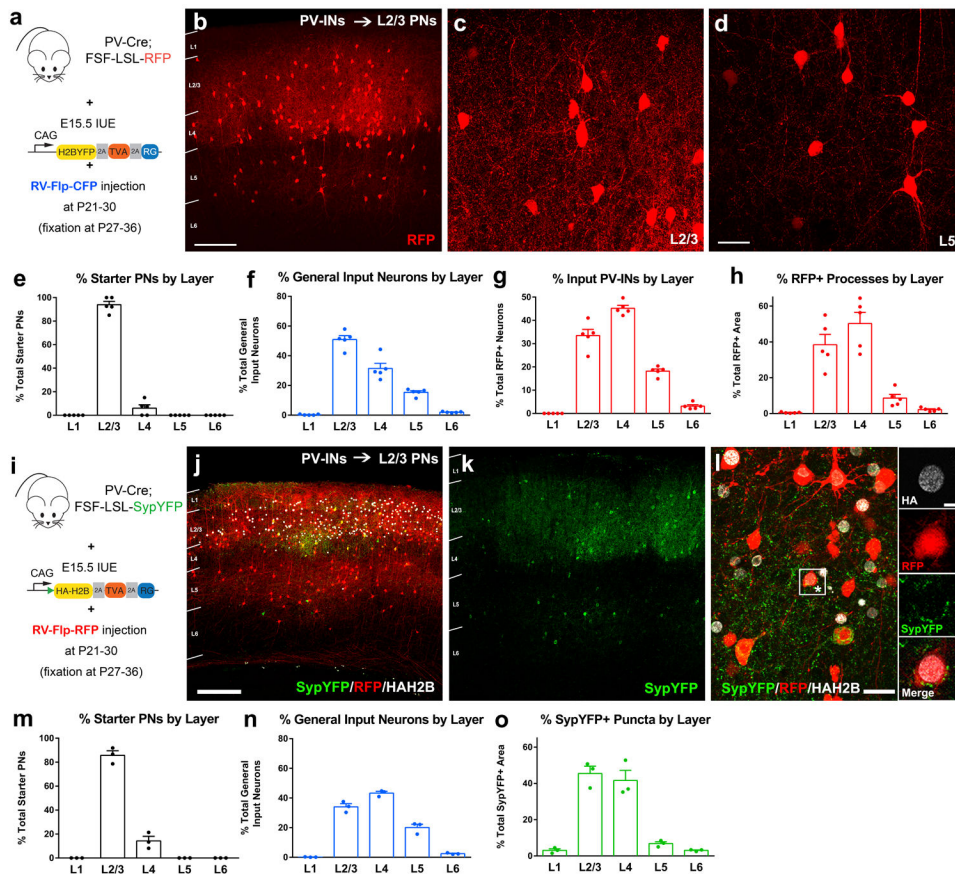 a
PV-Cre;
FSF-LSL-RFP
+
E15.5 IUE
CAG
H2BYFP 2A TVA 2A RG
+
RV-Flp-CFP injection
at P21-30
(fixation at P27-36)
b
PV-INs → L2/3 PNs
L1
L2/3
L4
L5
L6
RFP
c
L2/3
d
L5
e
% Starter PNs by Layer
% Total Starter PNs
100
80
60
40
20
0
L1 L2/3 L4 L5 L6
f
% General Input Neurons by Layer
% Total General
Input Neurons
80
60
40
20
0
L1 L2/3 L4 L5 L6
g
% Input PV-INs by Layer
% Total RFP+ Neurons
50
40
30
20
10
0
L1 L2/3 L4 L5 L6
h
% RFP+ Processes by Layer
% Total RFP+ Area
60
40
20
0
L1 L2/3 L4 L5 L6
i
PV-Cre;
FSF-LSL-SypYFP
+
E15.5 IUE
CAG
HA-H2B 2A TVA 2A RG
+
RV-Flp-RFP injection
at P21-30
(fixation at P27-36)
j
PV-INs → L2/3 PNs
L1
L2/3
L4
L5
L6
SypYFP/RFP/HAH2B
k
L1
L2/3
L4
L5
L6
SypYFP
l
*
SypYFP/RFP/HAH2B
HA
RFP
SypYFP
Merge
m
% Starter PNs by Layer
% Total Starter PNs
100
80
60
40
20
0
L1 L2/3 L4 L5 L6
n
% General Input Neurons by Layer
% Total General
Input Neurons
80
60
40
20
0
L1 L2/3 L4 L5 L6
o
% SypYFP+ Puncta by Layer
% Total SypYFP+ Area
60
40
20
0
L1 L2/3 L4 L5 L6